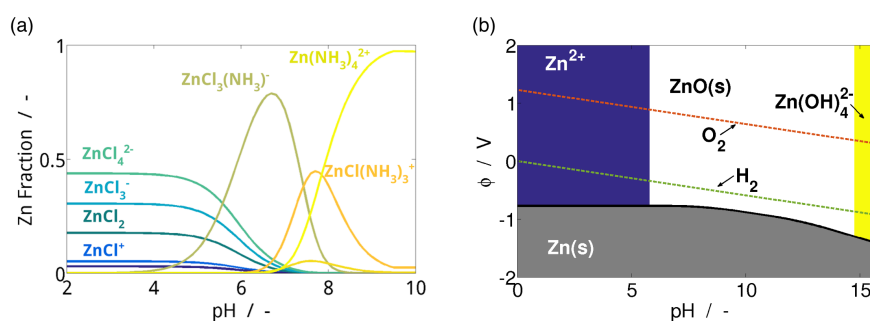 (a)
Zn Fraction / -
1
0.5
0
ZnCl₄²⁻
ZnCl₃⁻
ZnCl₂
ZnCl⁺
ZnCl₃(NH₃)⁻
Zn(NH₃)₄²⁺
ZnCl(NH₃)₃⁺
2 4 6 8 10
pH / -
(b)
ϕ / V
2
1
0
-1
-2
Zn²⁺
ZnO(s)
Zn(OH)₄²⁻
O₂
H₂
Zn(s)
0 5 10 15
pH / -